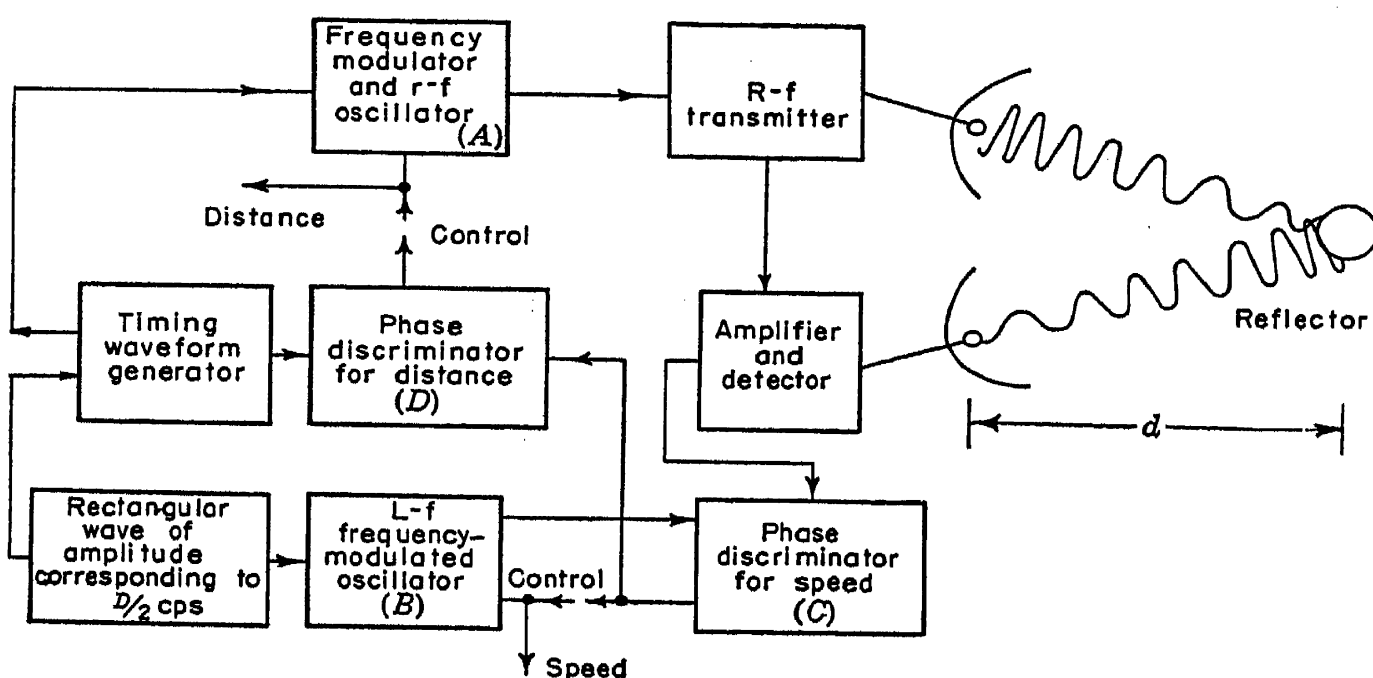 Frequency
modulator
and r-f
oscillator
(A)
R-f
transmitter
Distance
Control
Timing
waveform
generator
Phase
discriminator
for distance
(D)
Amplifier
and
detector
Reflector
d
Rectangular
wave of
amplitude
corresponding to
D/2 cps
L-f
frequency-
modulated
oscillator
(B)
Control
Phase
discriminator
for speed
(C)
Speed